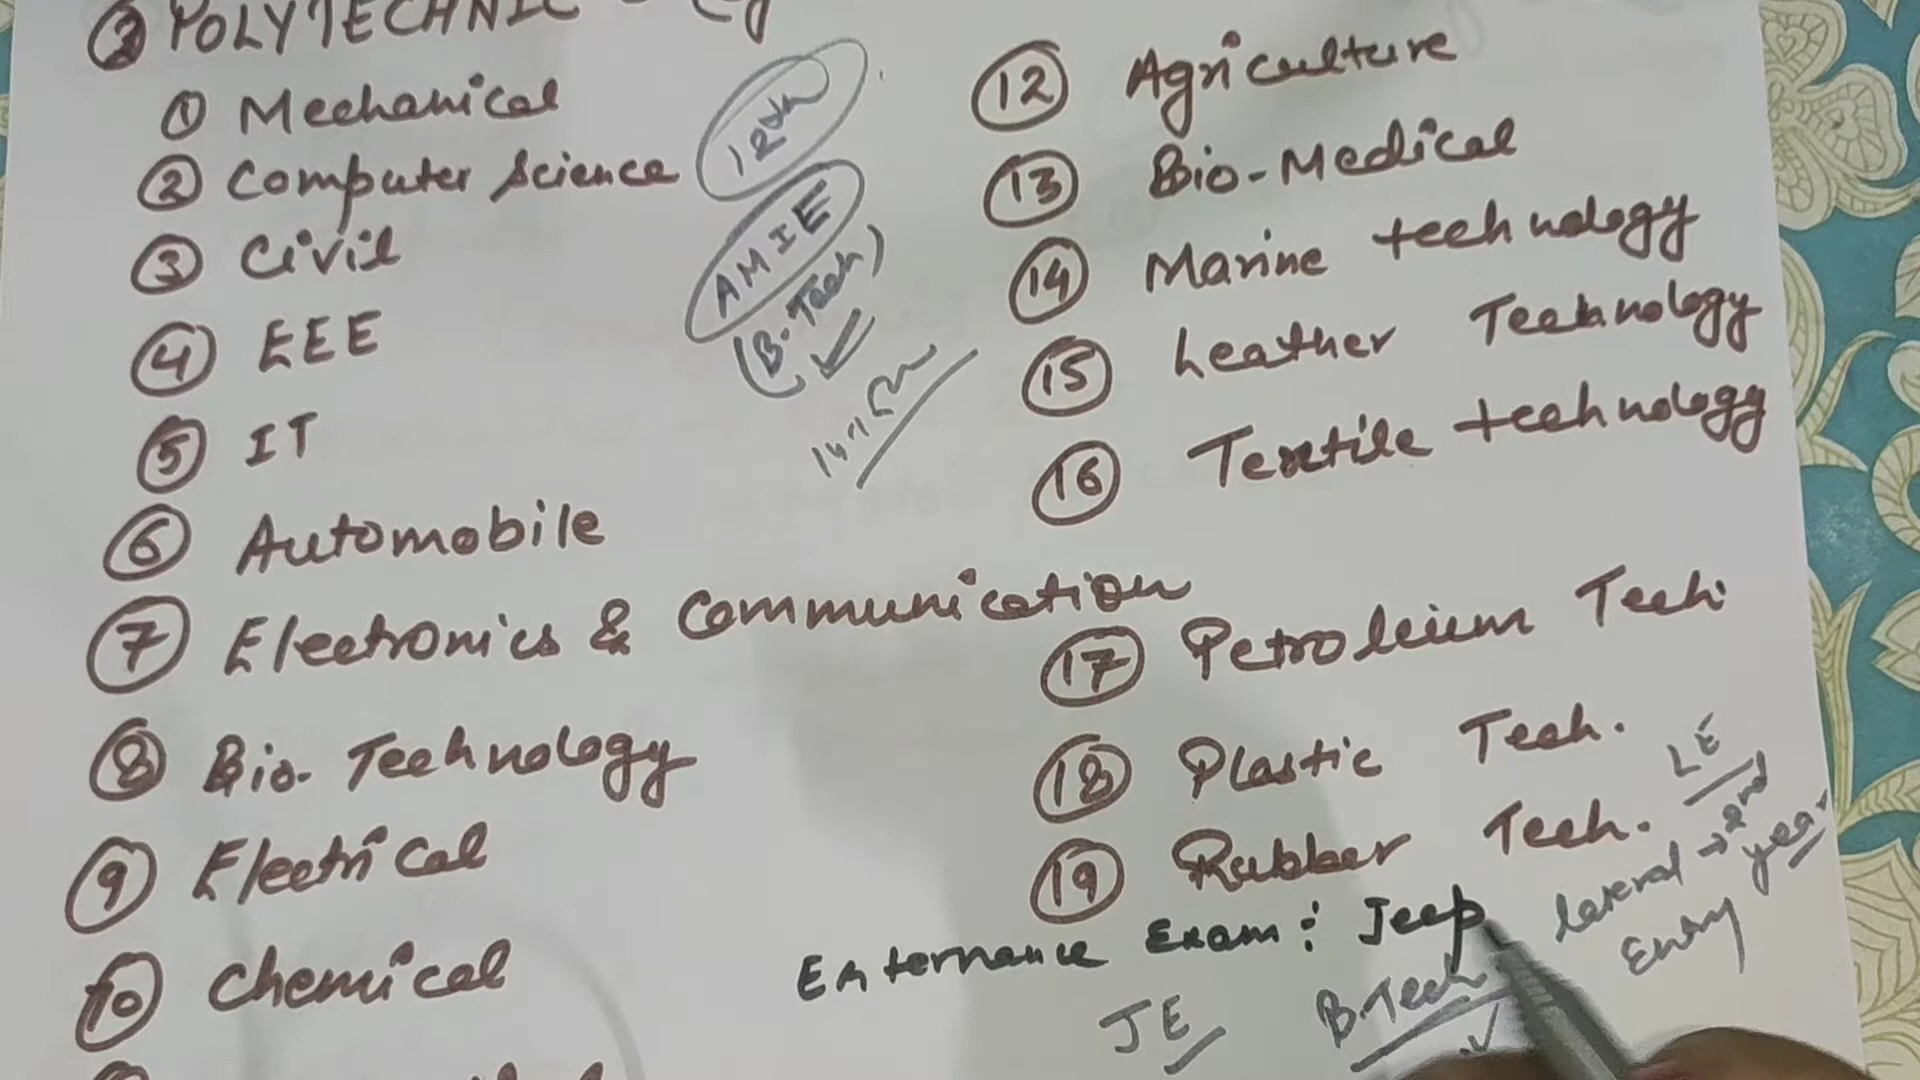 ② POLYTECHNIC
① Mechanical
② Computer Science
③ Civil
④ EEE
⑤ IT
⑥ Automobile
⑦ Electronics & Communication
⑧ Bio-Technology
⑨ Electrical
⑩ Chemical
12th
AMIE
(B.Tech)
⑫ Agriculture
⑬ Bio-Medical
⑭ Marine technology
⑮ Leather Technology
⑯ Textile technology
⑰ Petroleum Tech.
⑱ Plastic Tech.
⑲ Rubber Tech.
Enternance Exam: Jeep
JE
B.Tech
LE
lateral → 2nd
Entry year